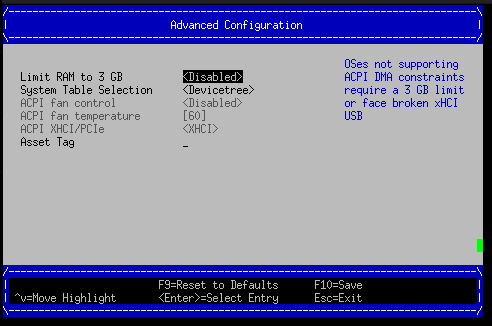 Advanced Configuration
Limit RAM to 3 GB <Disabled>
System Table Selection <Devicetree>
ACPI fan control <Disabled>
ACPI fan temperature [60]
ACPI XHCI/PCIe <XHCI>
Asset Tag _
OSes not supporting
ACPI DMA constraints
require a 3 GB limit
or face broken xHCI
USB
F9=Reset to Defaults F10=Save
^v=Move Highlight <Enter>=Select Entry Esc=Exit